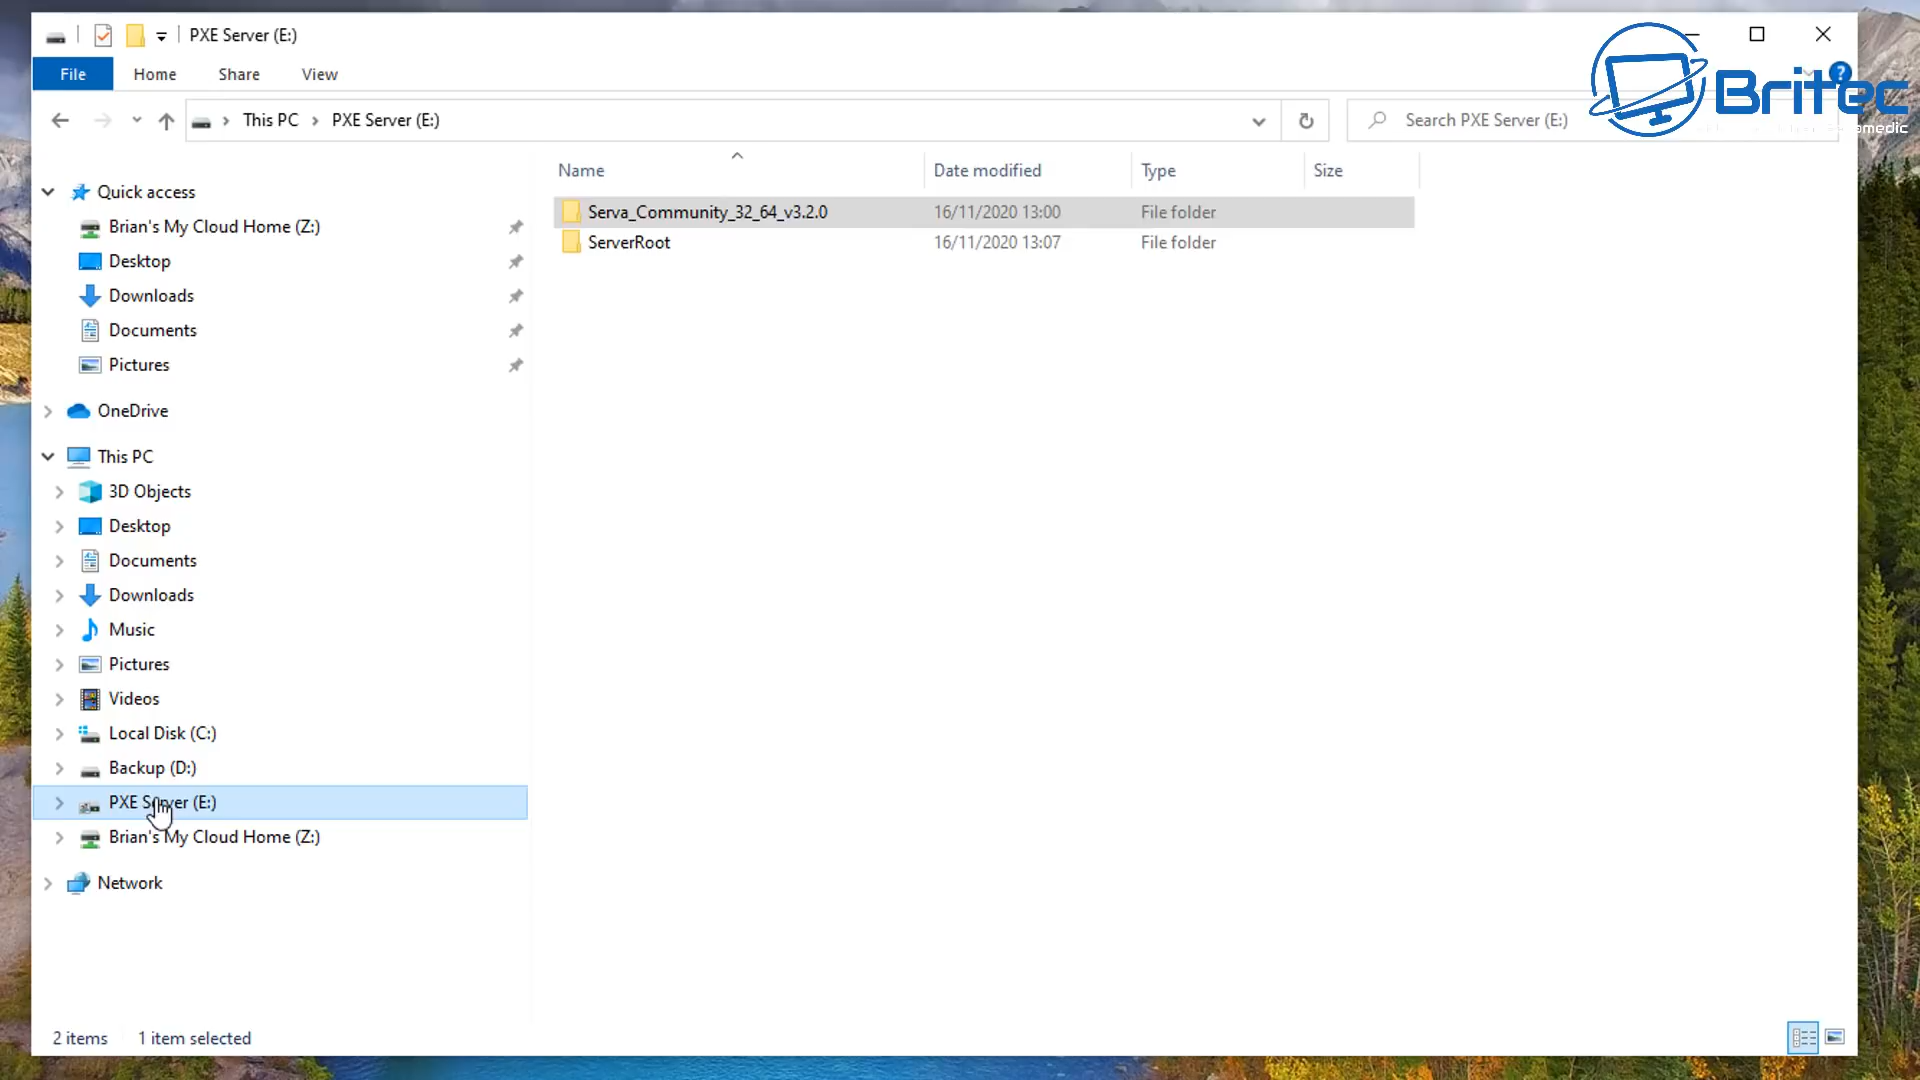 PXE Server (E:)
File Home Share View
This PC PXE Server (E:)
Search PXE Server (E:)
Britec
Name Date modified Type Size
Serva_Community_32_64_v3.2.0 16/11/2020 13:00 File folder
ServerRoot 16/11/2020 13:07 File folder
Quick access
Brian's My Cloud Home (Z:)
Desktop
Downloads
Documents
Pictures
OneDrive
This PC
3D Objects
Desktop
Documents
Downloads
Music
Pictures
Videos
Local Disk (C:)
Backup (D:)
PXE Server (E:)
Brian's My Cloud Home (Z:)
Network
2 items 1 item selected